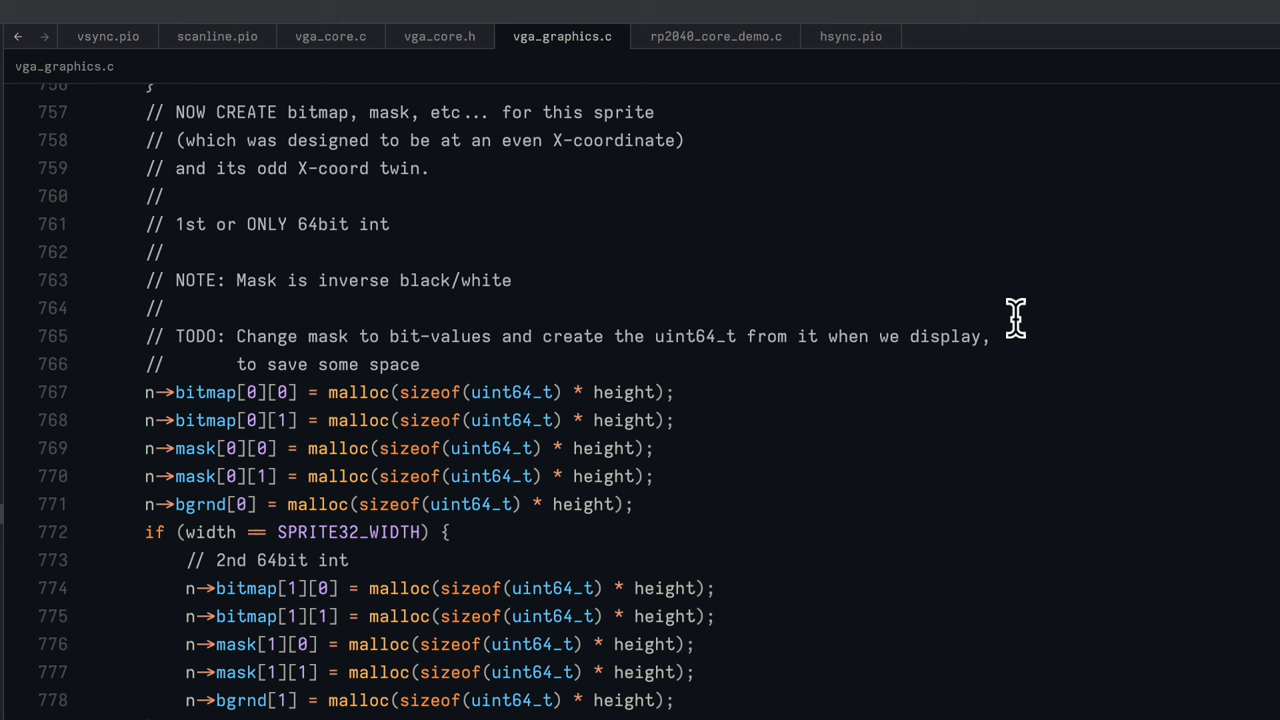 ← → vsync.pio scanline.pio vga_core.c vga_core.h vga_graphics.c rp2040_core_demo.c hsync.pio
vga_graphics.c
756 }
757 // NOW CREATE bitmap, mask, etc... for this sprite
758 // (which was designed to be at an even X-coordinate)
759 // and its odd X-coord twin.
760 //
761 // 1st or ONLY 64bit int
762 //
763 // NOTE: Mask is inverse black/white
764 //
765 // TODO: Change mask to bit-values and create the uint64_t from it when we display,
766 // to save some space
767 n->bitmap[0][0] = malloc(sizeof(uint64_t) * height);
768 n->bitmap[0][1] = malloc(sizeof(uint64_t) * height);
769 n->mask[0][0] = malloc(sizeof(uint64_t) * height);
770 n->mask[0][1] = malloc(sizeof(uint64_t) * height);
771 n->bgrnd[0] = malloc(sizeof(uint64_t) * height);
772 if (width == SPRITE32_WIDTH) {
773 // 2nd 64bit int
774 n->bitmap[1][0] = malloc(sizeof(uint64_t) * height);
775 n->bitmap[1][1] = malloc(sizeof(uint64_t) * height);
776 n->mask[1][0] = malloc(sizeof(uint64_t) * height);
777 n->mask[1][1] = malloc(sizeof(uint64_t) * height);
778 n->bgrnd[1] = malloc(sizeof(uint64_t) * height);